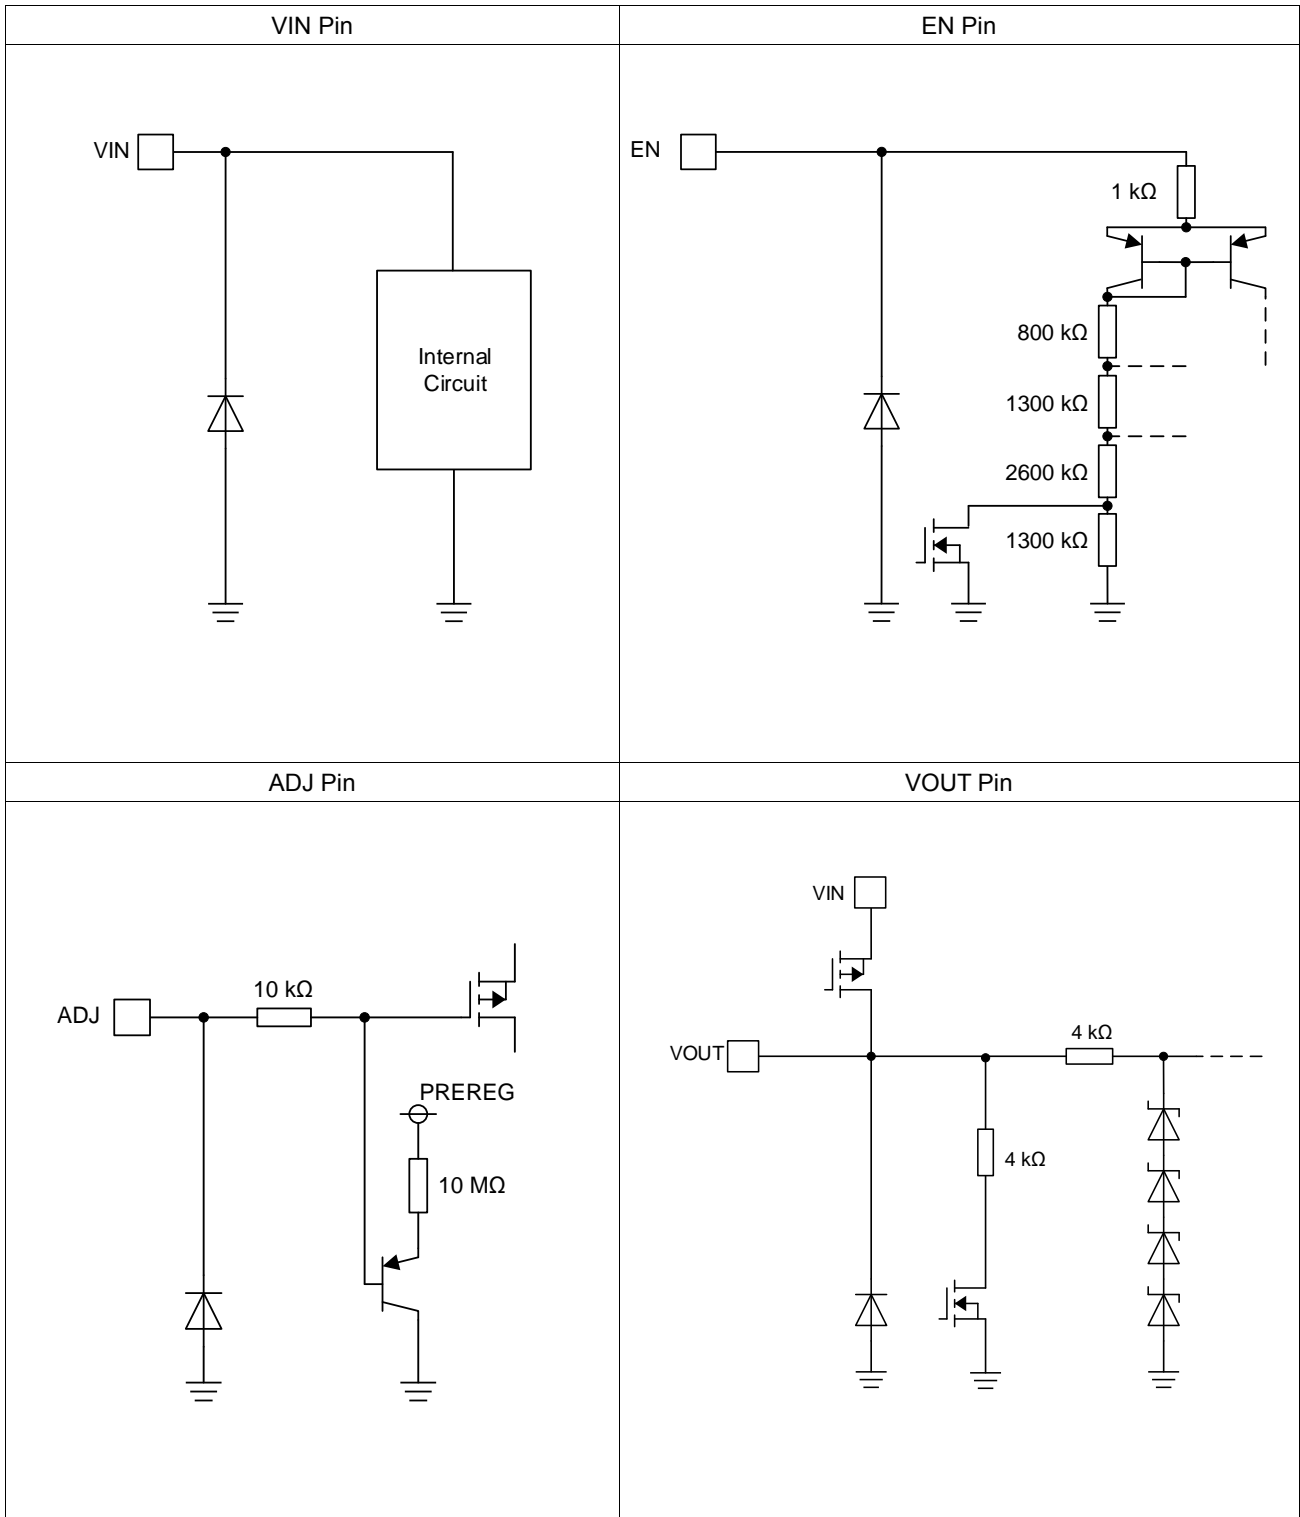 VIN Pin
EN Pin
VIN
Internal
Circuit
EN
1 kΩ
800 kΩ
1300 kΩ
2600 kΩ
1300 kΩ
ADJ Pin
VOUT Pin
ADJ
10 kΩ
PREREG
10 MΩ
VIN
VOUT
4 kΩ
4 kΩ